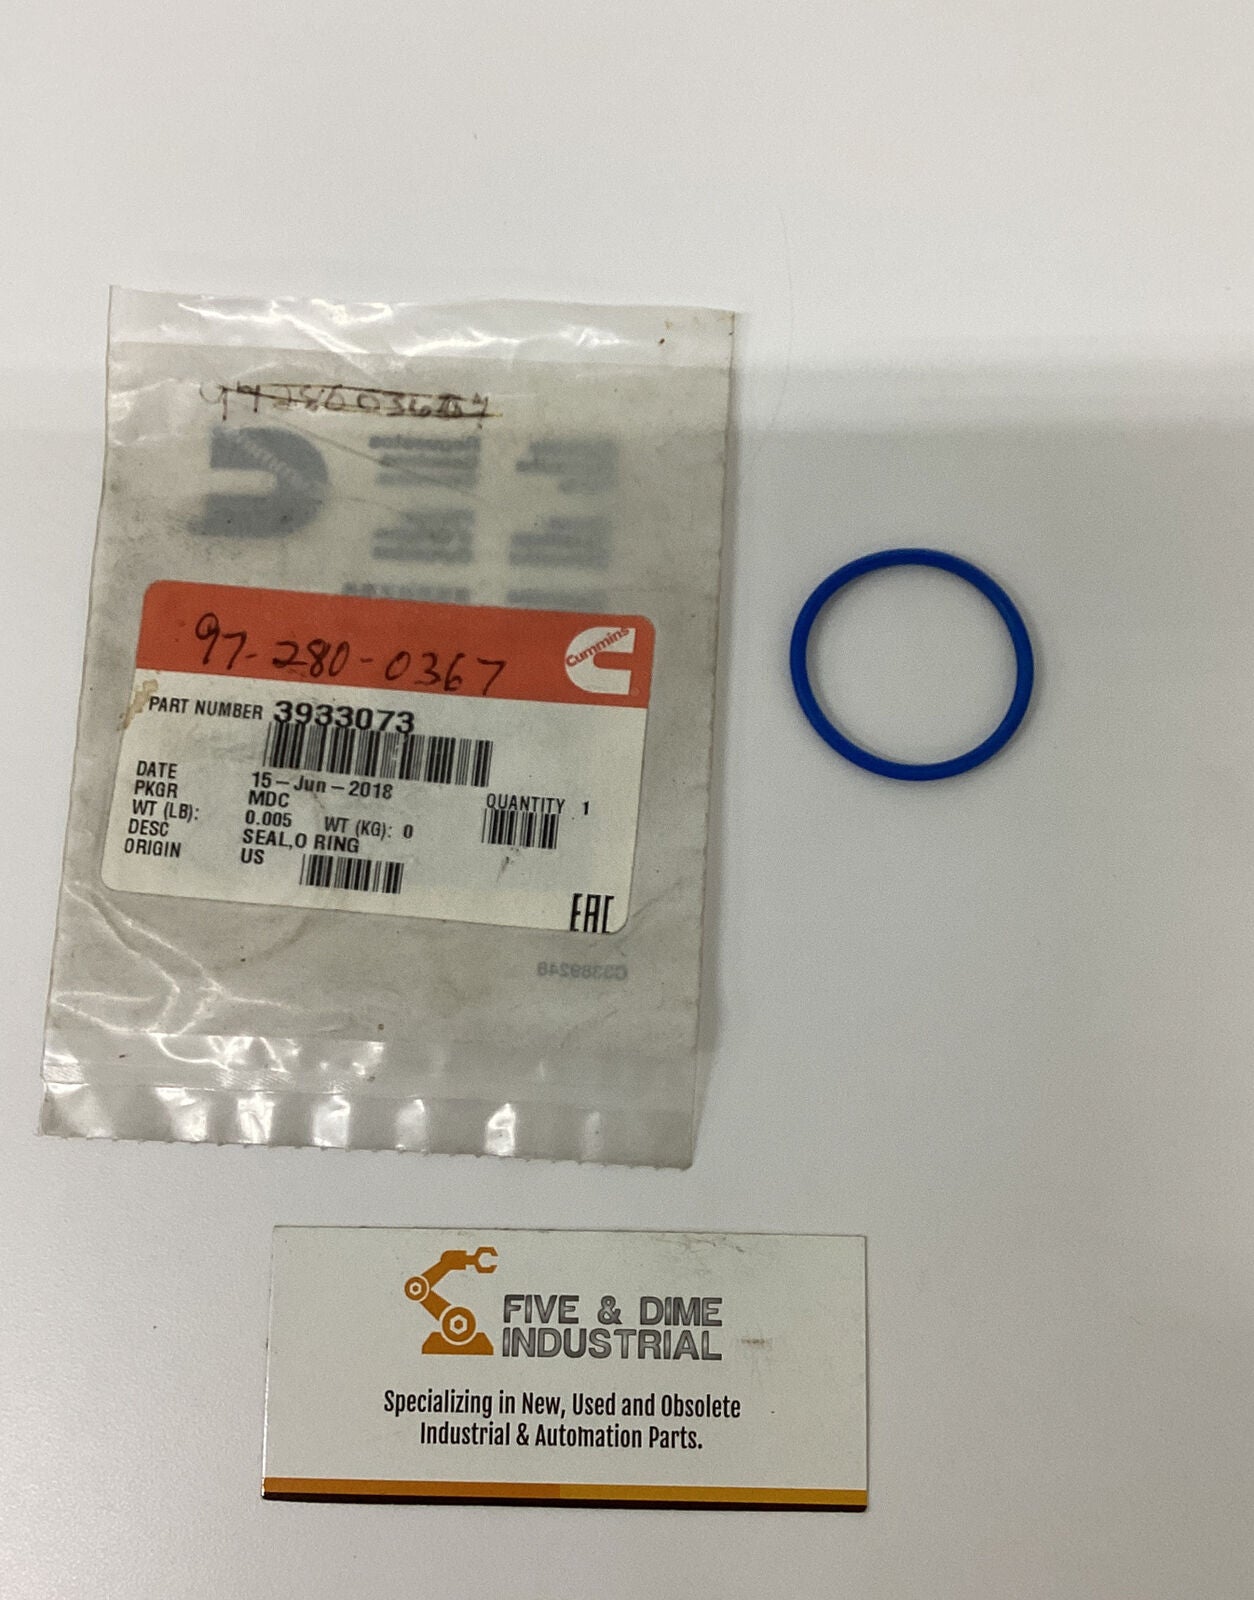 97-280-0367
Cummins
PART NUMBER 3933073
DATE 15-Jun-2018
PKGR MDC
QUANTITY 1
WT (LB): 0.005 WT (KG): 0
DESC SEAL,O RING
ORIGIN US
EAC
C3389248
FIVE & DIME
INDUSTRIAL
Specializing in New, Used and Obsolete
Industrial & Automation Parts.